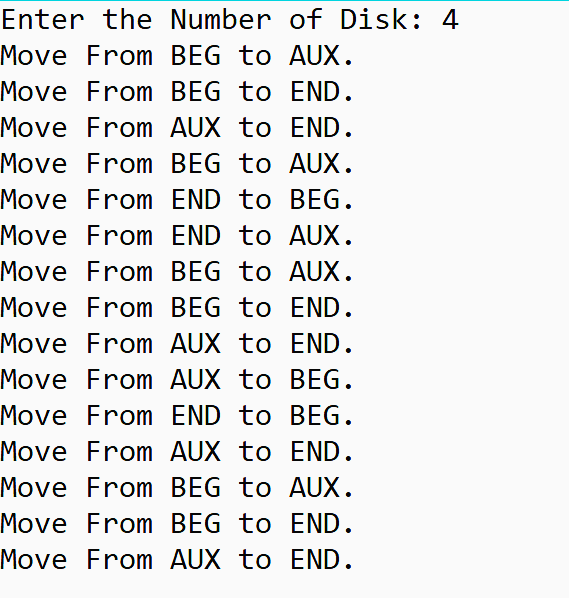 Enter the Number of Disk: 4
Move From BEG to AUX.
Move From BEG to END.
Move From AUX to END.
Move From BEG to AUX.
Move From END to BEG.
Move From END to AUX.
Move From BEG to AUX.
Move From BEG to END.
Move From AUX to END.
Move From AUX to BEG.
Move From END to BEG.
Move From AUX to END.
Move From BEG to AUX.
Move From BEG to END.
Move From AUX to END.